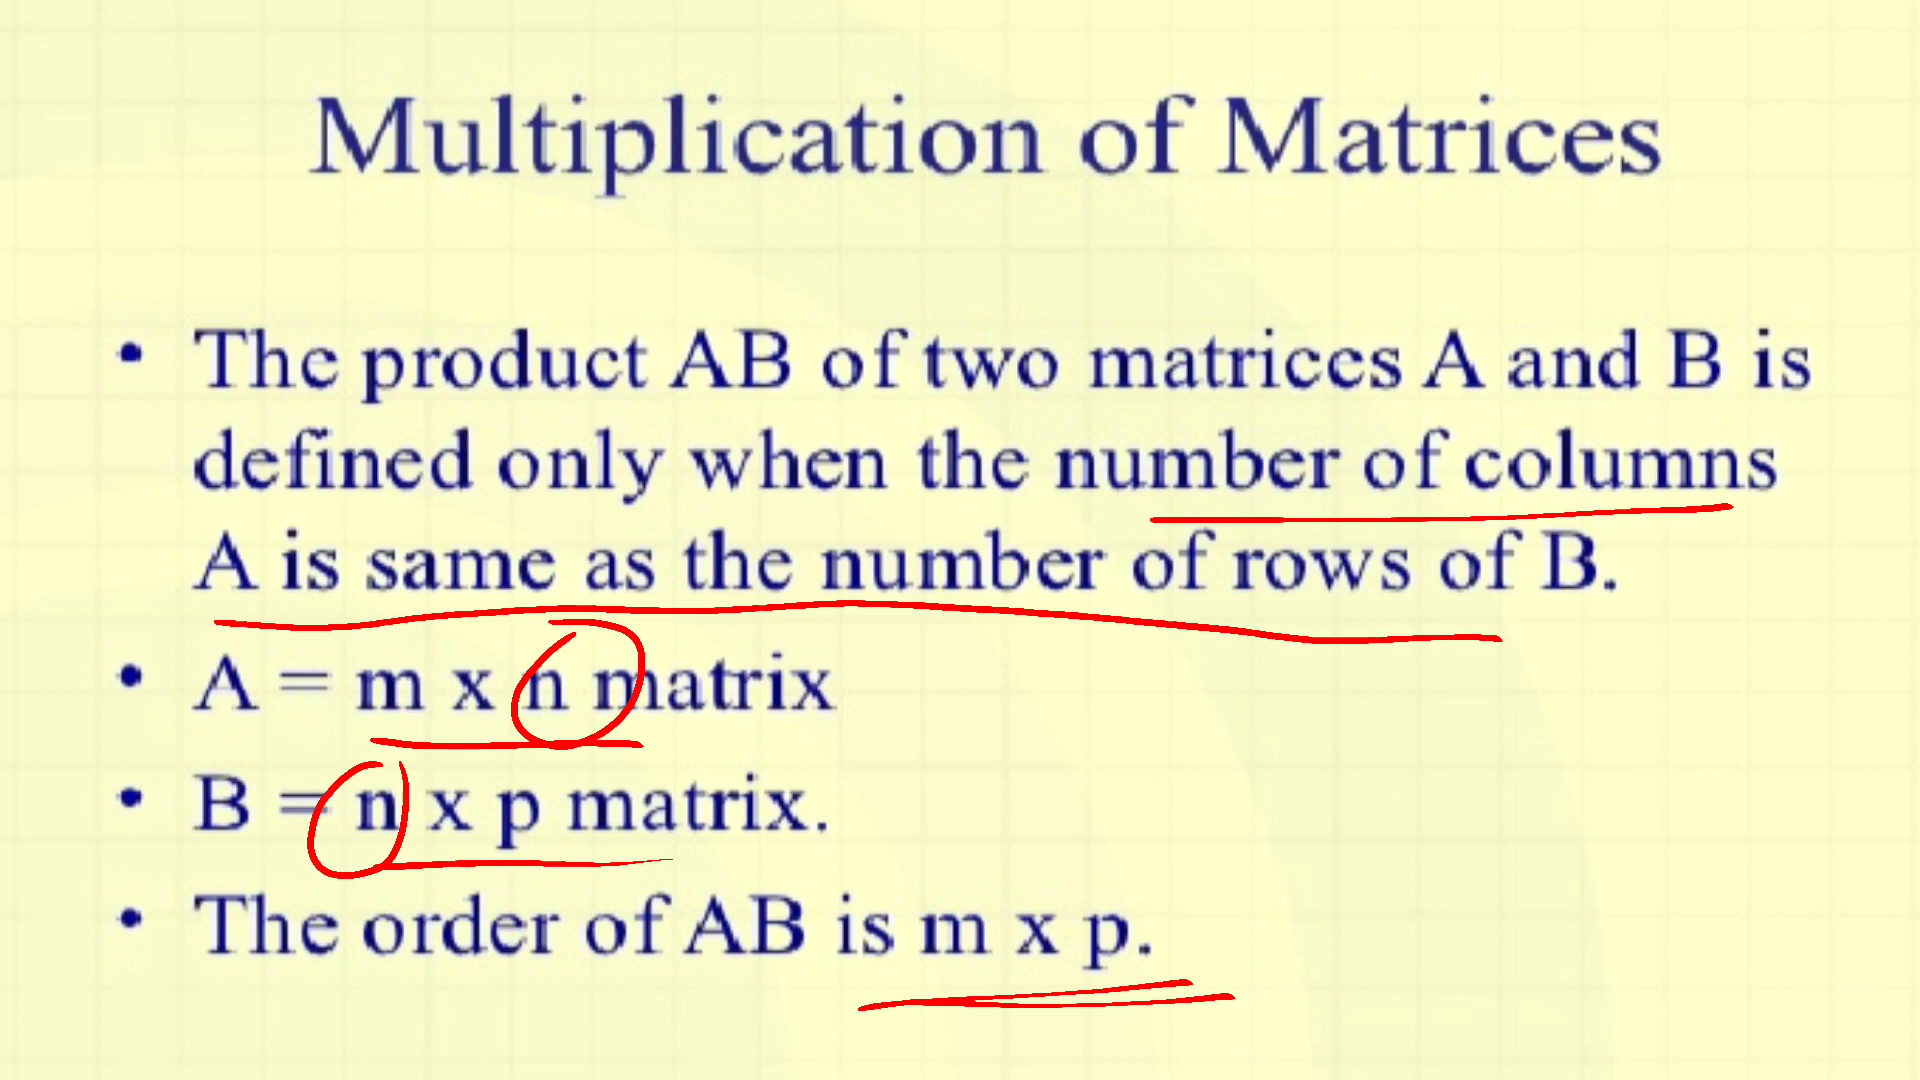 Multiplication of Matrices
• The product AB of two matrices A and B is
defined only when the number of columns
A is same as the number of rows of B.
• A = m x n matrix
• B = n x p matrix.
• The order of AB is m x p.